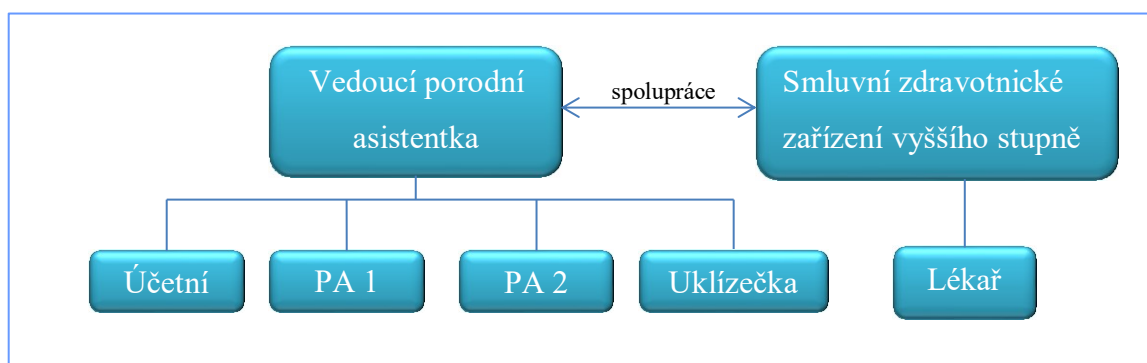 Vedoucí porodní
asistentka
spolupráce
Smluvní zdravotnické
zařízení vyššího stupně
Účetní
PA 1
PA 2
Uklízečka
Lékař